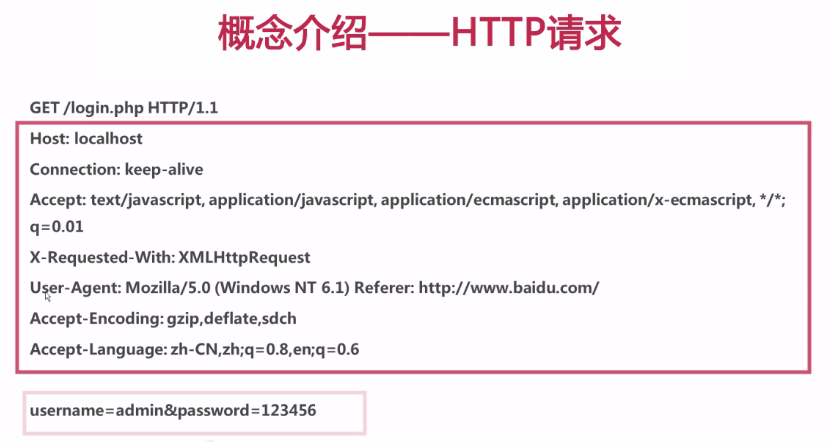 概念介绍——HTTP请求
GET /login.php HTTP/1.1
Host: localhost
Connection: keep-alive
Accept: text/javascript, application/javascript, application/ecmascript, application/x-ecmascript, */*;
q=0.01
X-Requested-With: XMLHttpRequest
User-Agent: Mozilla/5.0 (Windows NT 6.1) Referer: http://www.baidu.com/
Accept-Encoding: gzip,deflate,sdch
Accept-Language: zh-CN,zh;q=0.8,en;q=0.6
username=admin&password=123456